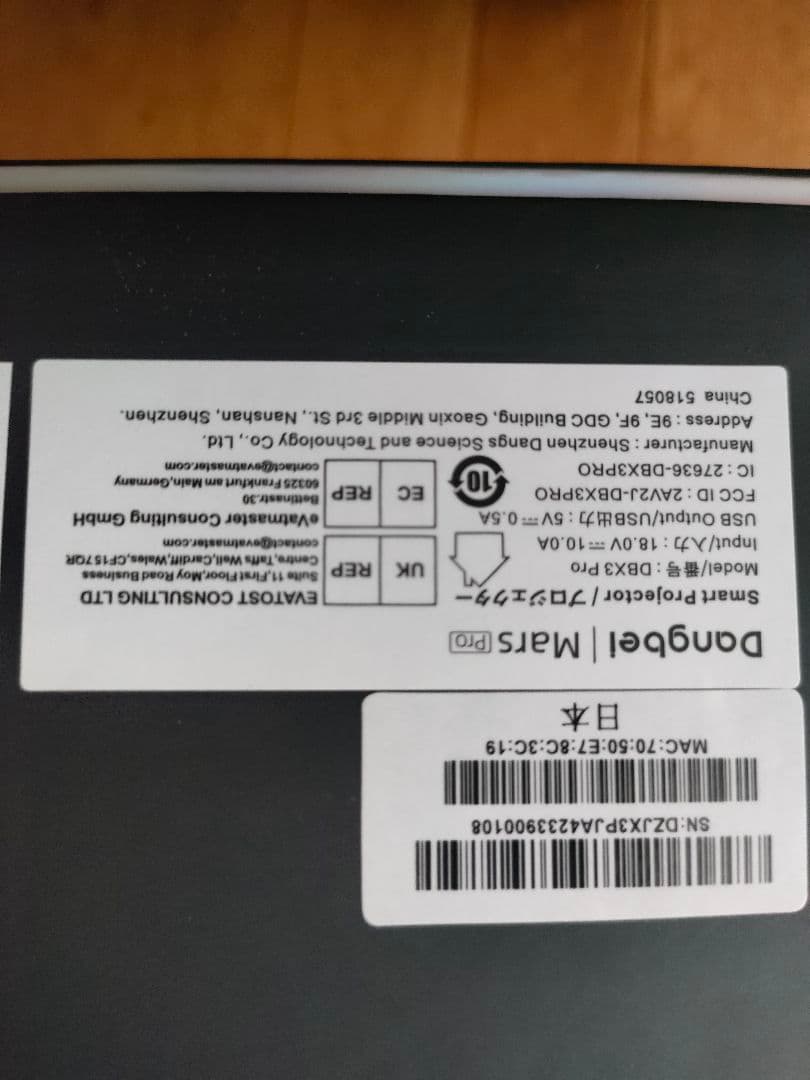 SN:DZJX3PJA4233900108
MAC:70:50:E7:8C:3C:19
日本
Dangbei | Mars Pro
Smart Projector / プロジェクター
Model/番号 : DBX3 Pro
Input/入力 : 18.0V ⎓ 10.0A
USB Output/USB出力 : 5V ⎓ 0.5A
FCC ID : 2AV2J-DBX3PRO
IC : 27636-DBX3PRO
10
UK REP
EVATOST CONSULTING LTD
Suite 11,First Floor,Moy Road Business
Centre,Taffs Well,Cardiff,Wales,CF15 7QR
contact@evatmaster.com
EC REP
eVatmaster Consulting GmbH
Bettinastr.30
60325 Frankfurt am Main,Germany
contact@evatmaster.com
Manufacturer : Shenzhen Dangs Science and Technology Co., Ltd.
Address : 9E, 9F, GDC Building, Gaoxin Middle 3rd St., Nanshan, Shenzhen.
China 518057